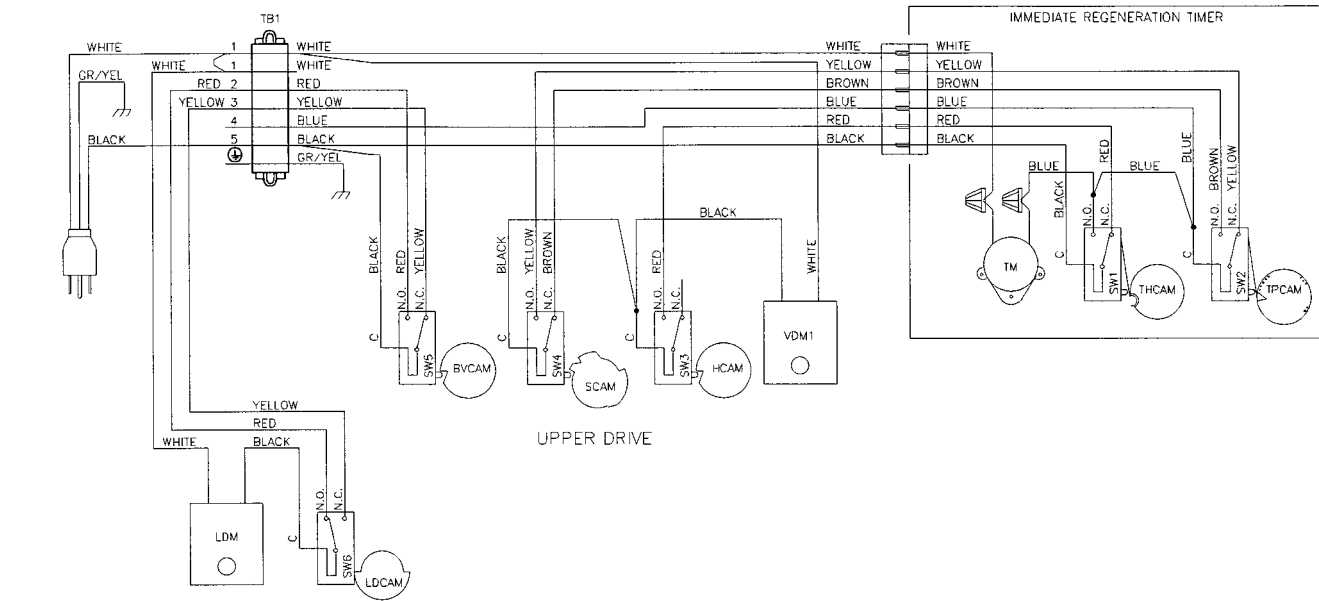 IMMEDIATE REGENERATION TIMER
TB1
WHITE 1 WHITE WHITE WHITE
WHITE 1 WHITE YELLOW YELLOW
GR/YEL
RED 2 RED BROWN BROWN
YELLOW 3 YELLOW BLUE BLUE
4 BLUE RED RED
BLACK 5 BLACK BLACK BLACK
GR/YEL
BLUE
BLUE
RED
BLACK
N.O.
N.C.
C
SW1
TM
THCAM
BLUE
BROWN
YELLOW
N.O.
N.C.
C
SW2
TPCAM
BLACK
RED
YELLOW
N.O.
N.C.
C
SW5
BVCAM
BLACK
YELLOW
BROWN
N.O.
N.C.
C
SW4
SCAM
BLACK
RED
N.O.
N.C.
C
SW3
HCAM
WHITE
VDM1
UPPER DRIVE
YELLOW
RED
WHITE
BLACK
N.O.
N.C.
C
SW6
LDM
LDCAM